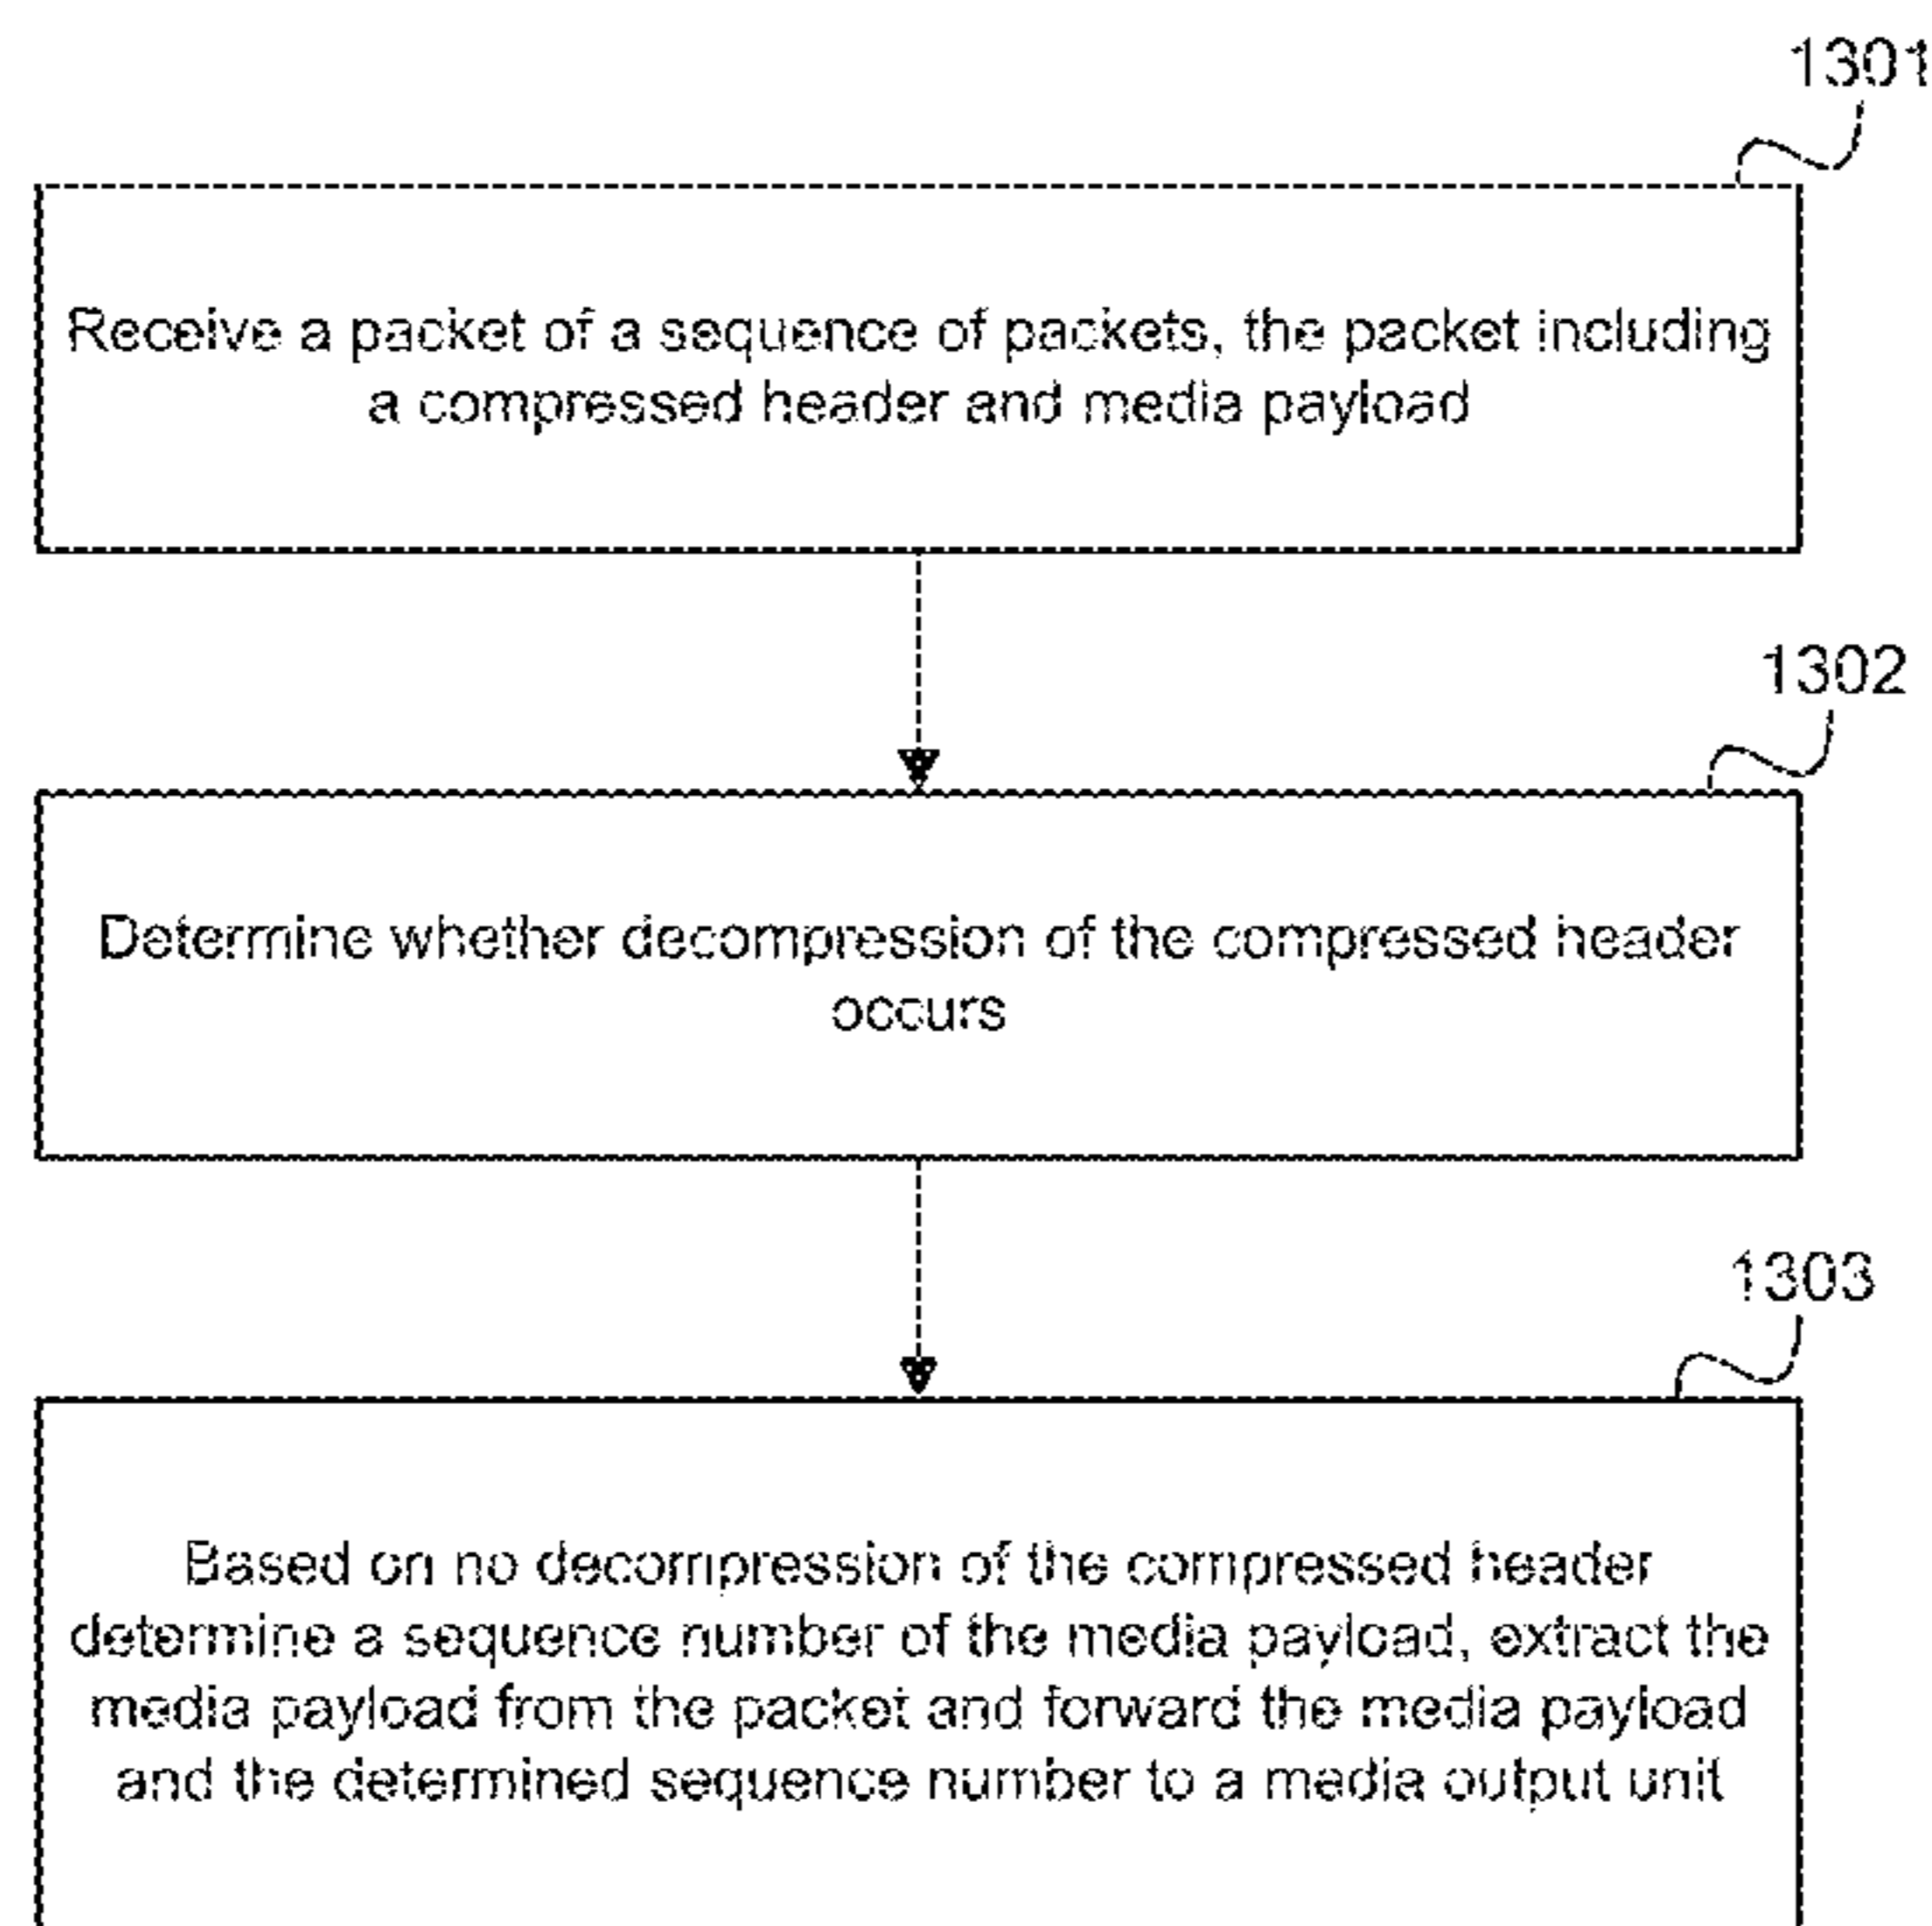 1301
Receive a packet of a sequence of packets, the packet including
a compressed header and media payload
1302
Determine whether decompression of the compressed header
occurs
1303
Based on no decompression of the compressed header
determine a sequence number of the media payload, extract the
media payload from the packet and forward the media payload
and the determined sequence number to a media output unit